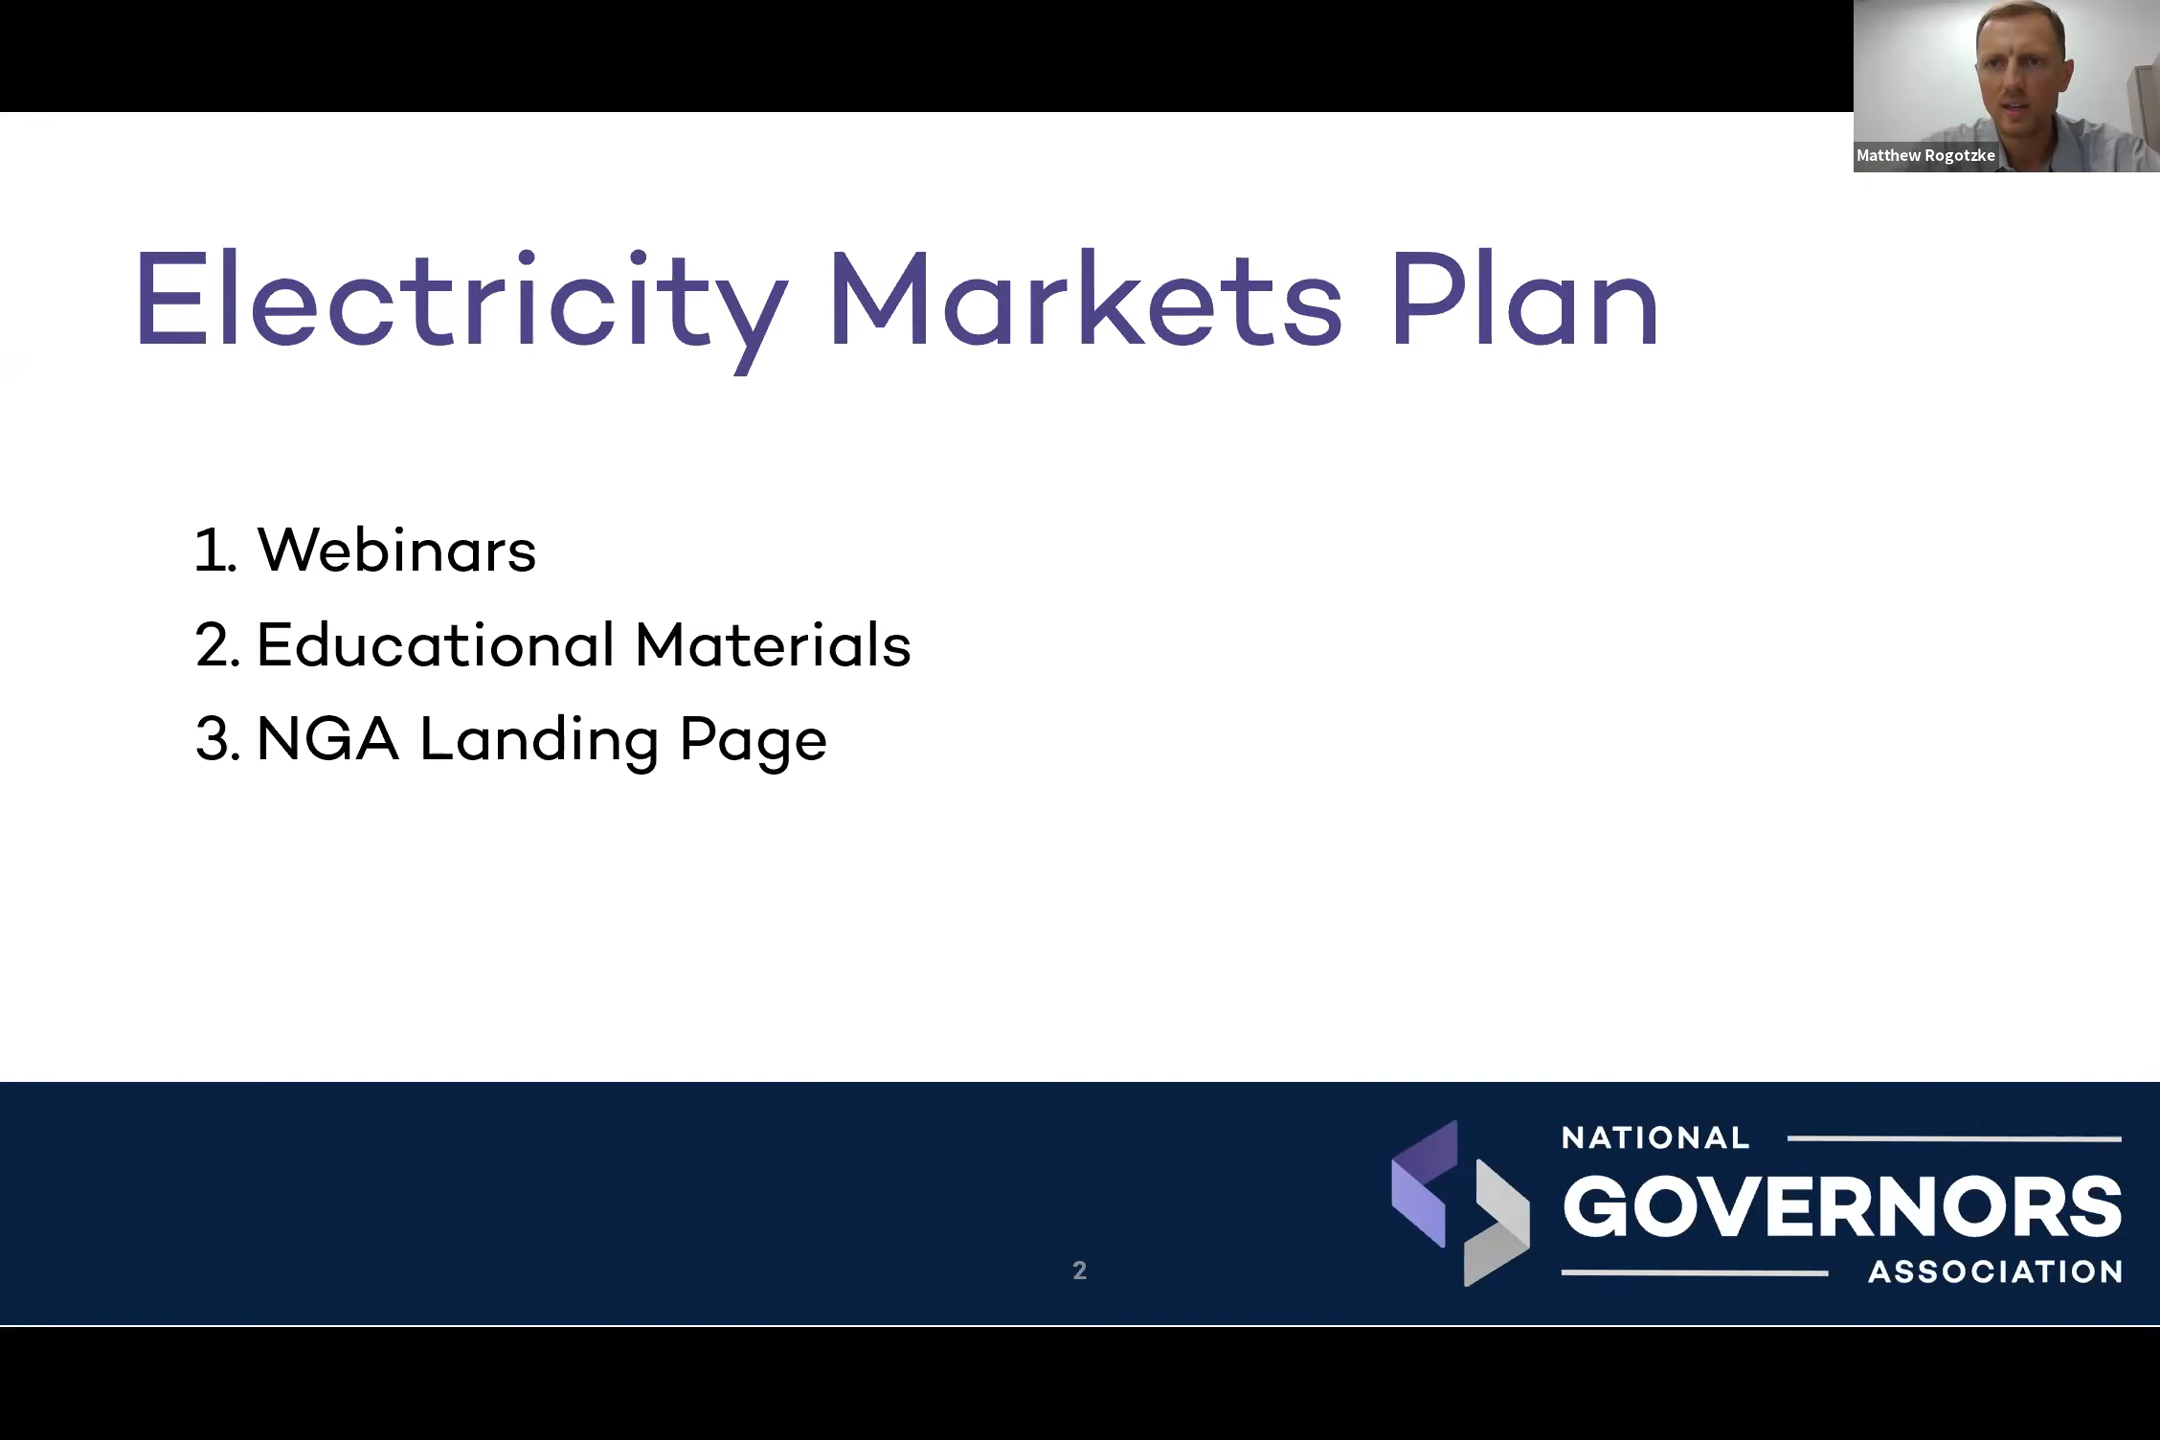 Matthew Rogotzke
Electricity Markets Plan
1. Webinars
2. Educational Materials
3. NGA Landing Page
NATIONAL
GOVERNORS
ASSOCIATION
2